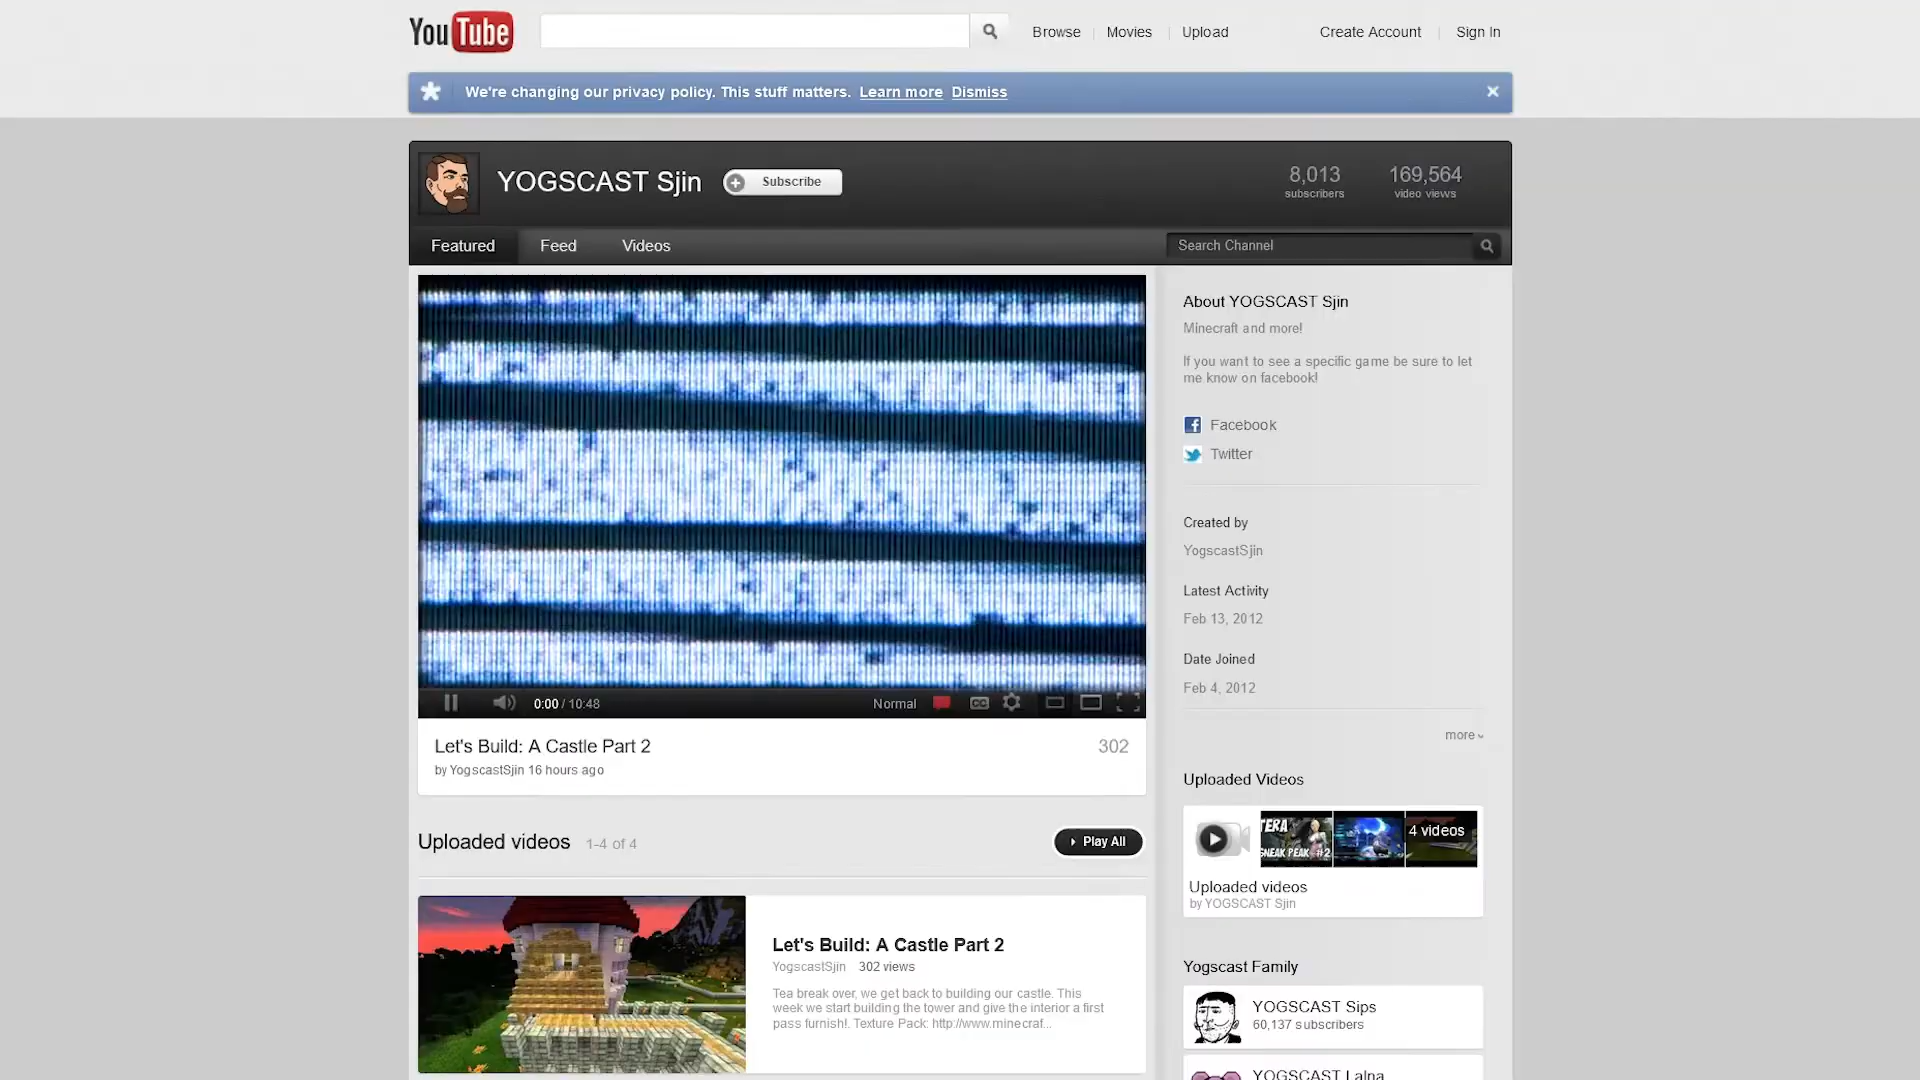 YouTube
Browse
Movies
Upload
Create Account
Sign In
We're changing our privacy policy. This stuff matters. Learn more Dismiss
YOGSCAST Sjin
Subscribe
8,013
subscribers
169,564
video views
Featured
Feed
Videos
Search Channel
0:00 / 10:48
Normal
CC
Let's Build: A Castle Part 2
302
by YogscastSjin 16 hours ago
Uploaded videos 1-4 of 4
Play All
Let's Build: A Castle Part 2
YogscastSjin 302 views
Tea break over, we get back to building our castle. This
week we start building the tower and give the interior a first
pass furnish!. Texture Pack: http://www.minecraf...
About YOGSCAST Sjin
Minecraft and more!
If you want to see a specific game be sure to let
me know on facebook!
Facebook
Twitter
Created by
YogscastSjin
Latest Activity
Feb 13, 2012
Date Joined
Feb 4, 2012
more
Uploaded Videos
TERA
SNEAK PEAK #2
4 videos
Uploaded videos
by YOGSCAST Sjin
Yogscast Family
YOGSCAST Sips
60,137 subscribers
YOGSCAST Lalna